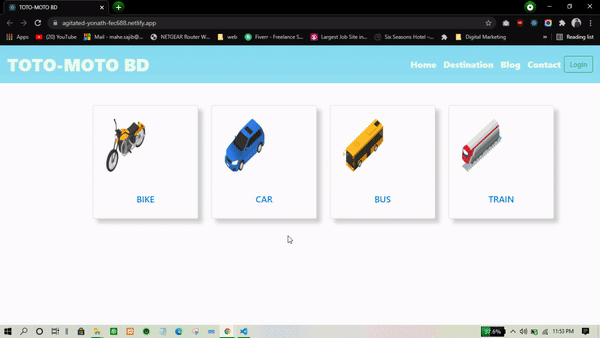 TOTO-MOTO BD
agitated-yonath-fec688.netlify.app
Apps (20) YouTube Mail - mahe.sajib@... NETGEAR Router W... web Fiverr - Freelance S... Largest Job Site in... Six Seasons Hotel -... Digital Marketing Reading list
TOTO-MOTO BD Home Destination Blog Contact Login
BIKE CAR BUS TRAIN
37.6% 11:53 PM